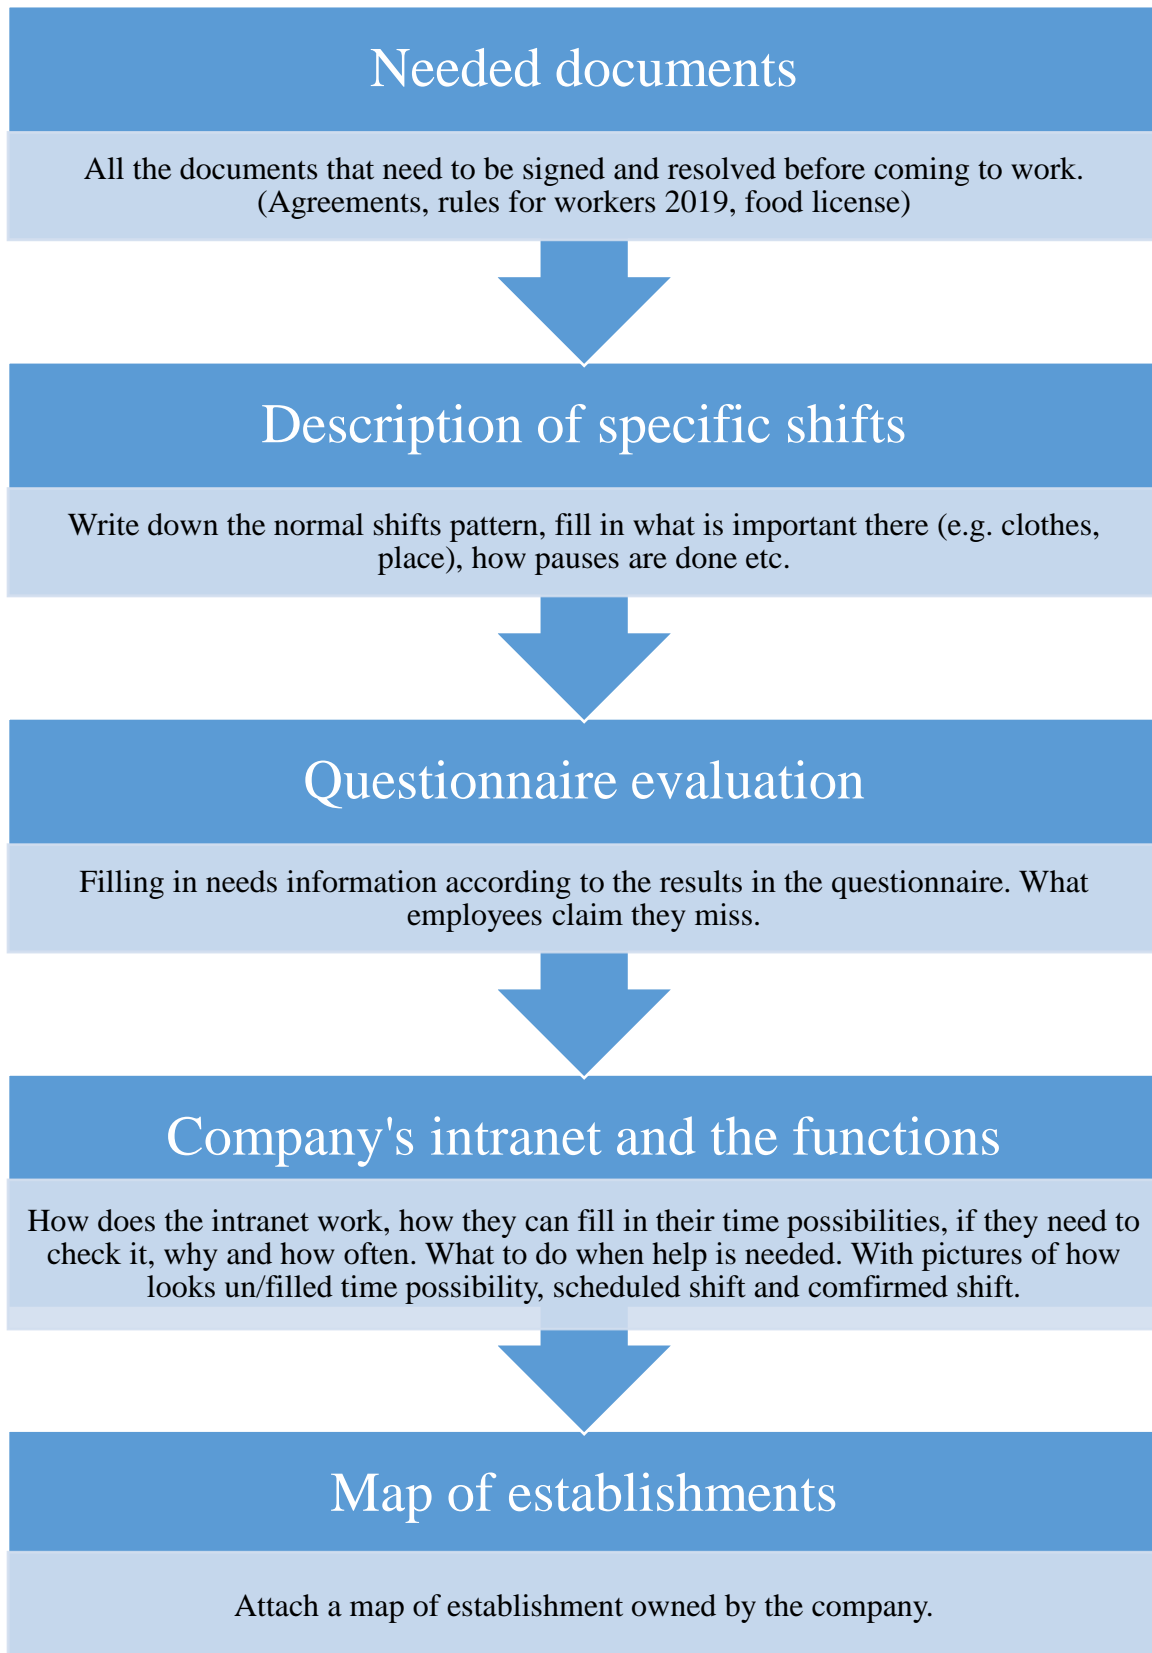 Needed documents
All the documents that need to be signed and resolved before coming to work.
(Agreements, rules for workers 2019, food license)
Description of specific shifts
Write down the normal shifts pattern, fill in what is important there (e.g. clothes,
place), how pauses are done etc.
Questionnaire evaluation
Filling in needs information according to the results in the questionnaire. What
employees claim they miss.
Company's intranet and the functions
How does the intranet work, how they can fill in their time possibilities, if they need to
check it, why and how often. What to do when help is needed. With pictures of how
looks un/filled time possibility, scheduled shift and comfirmed shift.
Map of establishments
Attach a map of establishment owned by the company.